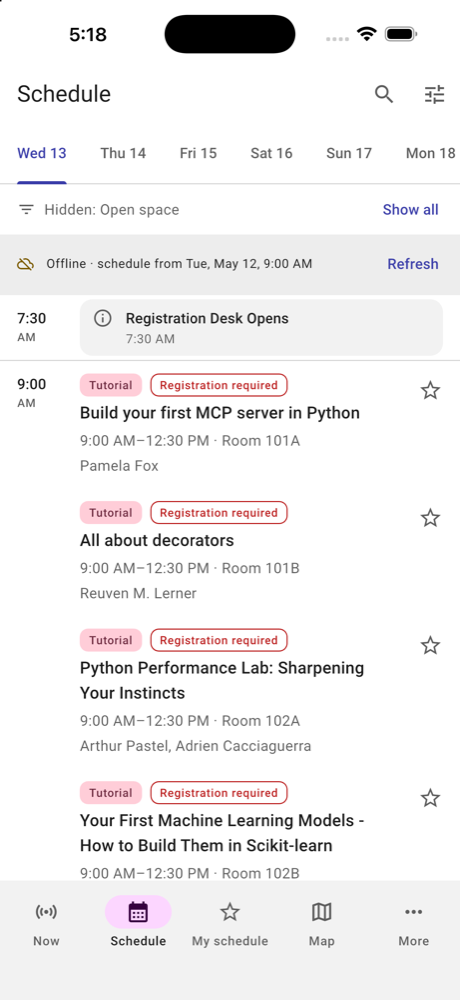 5:18
Schedule
Wed 13 Thu 14 Fri 15 Sat 16 Sun 17 Mon 18
Hidden: Open space Show all
Offline · schedule from Tue, May 12, 9:00 AM Refresh
7:30 AM
Registration Desk Opens
7:30 AM
9:00 AM
Tutorial Registration required
Build your first MCP server in Python
9:00 AM–12:30 PM · Room 101A
Pamela Fox
Tutorial Registration required
All about decorators
9:00 AM–12:30 PM · Room 101B
Reuven M. Lerner
Tutorial Registration required
Python Performance Lab: Sharpening
Your Instincts
9:00 AM–12:30 PM · Room 102A
Arthur Pastel, Adrien Cacciaguerra
Tutorial Registration required
Your First Machine Learning Models -
How to Build Them in Scikit-learn
9:00 AM–12:30 PM · Room 102B
Now Schedule My schedule Map More